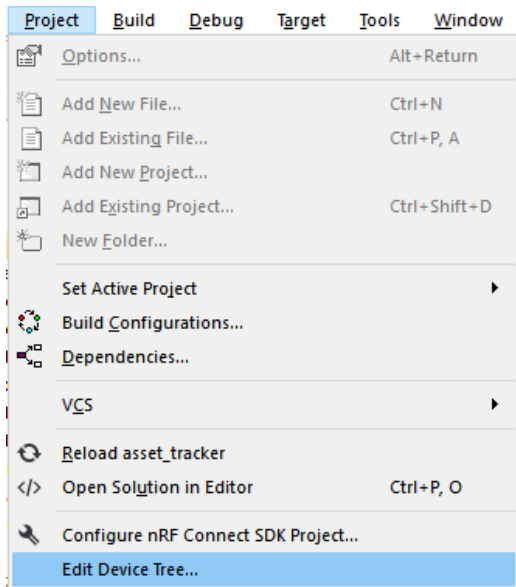 Project Build Debug Target Tools Window
Options... Alt+Return
Add New File... Ctrl+N
Add Existing File... Ctrl+P, A
Add New Project...
Add Existing Project... Ctrl+Shift+D
New Folder...
Set Active Project
Build Configurations...
Dependencies...
VCS
Reload asset_tracker
Open Solution in Editor Ctrl+P, O
Configure nRF Connect SDK Project...
Edit Device Tree...